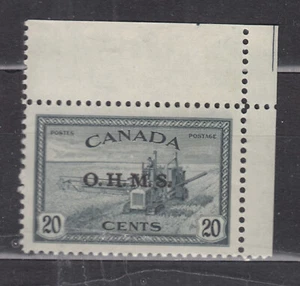 POSTES POSTAGE
CANADA
O.H.M.S.
20 CENTS 20